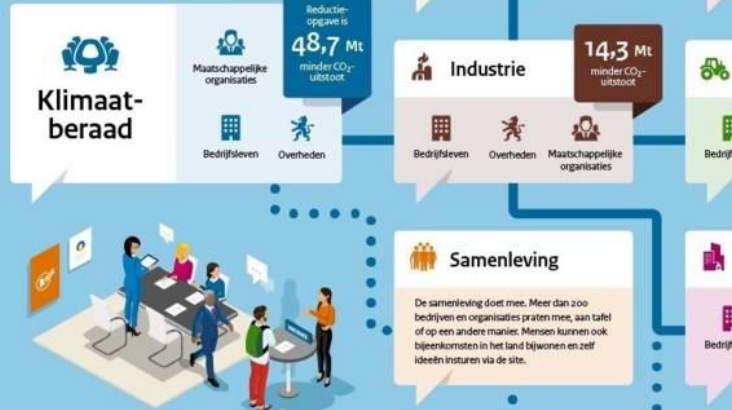 Klimaat-
beraad
Maatschappelijke
organisaties
Reductie-
opgave is
48,7 Mt
minder CO₂-
uitstoot
Bedrijfsleven
Overheden
Industrie
14,3 Mt
minder CO₂-
uitstoot
Bedrijfsleven
Overheden
Maatschappelijke
organisaties
Samenleving
De samenleving doet mee. Meer dan 200
bedrijven en organisaties praten mee, aan tafel
of op een andere manier. Mensen kunnen ook
bijeenkomsten in het land bijwonen en zelf
ideeën insturen via de site.
Bedrijf
Bedrijf